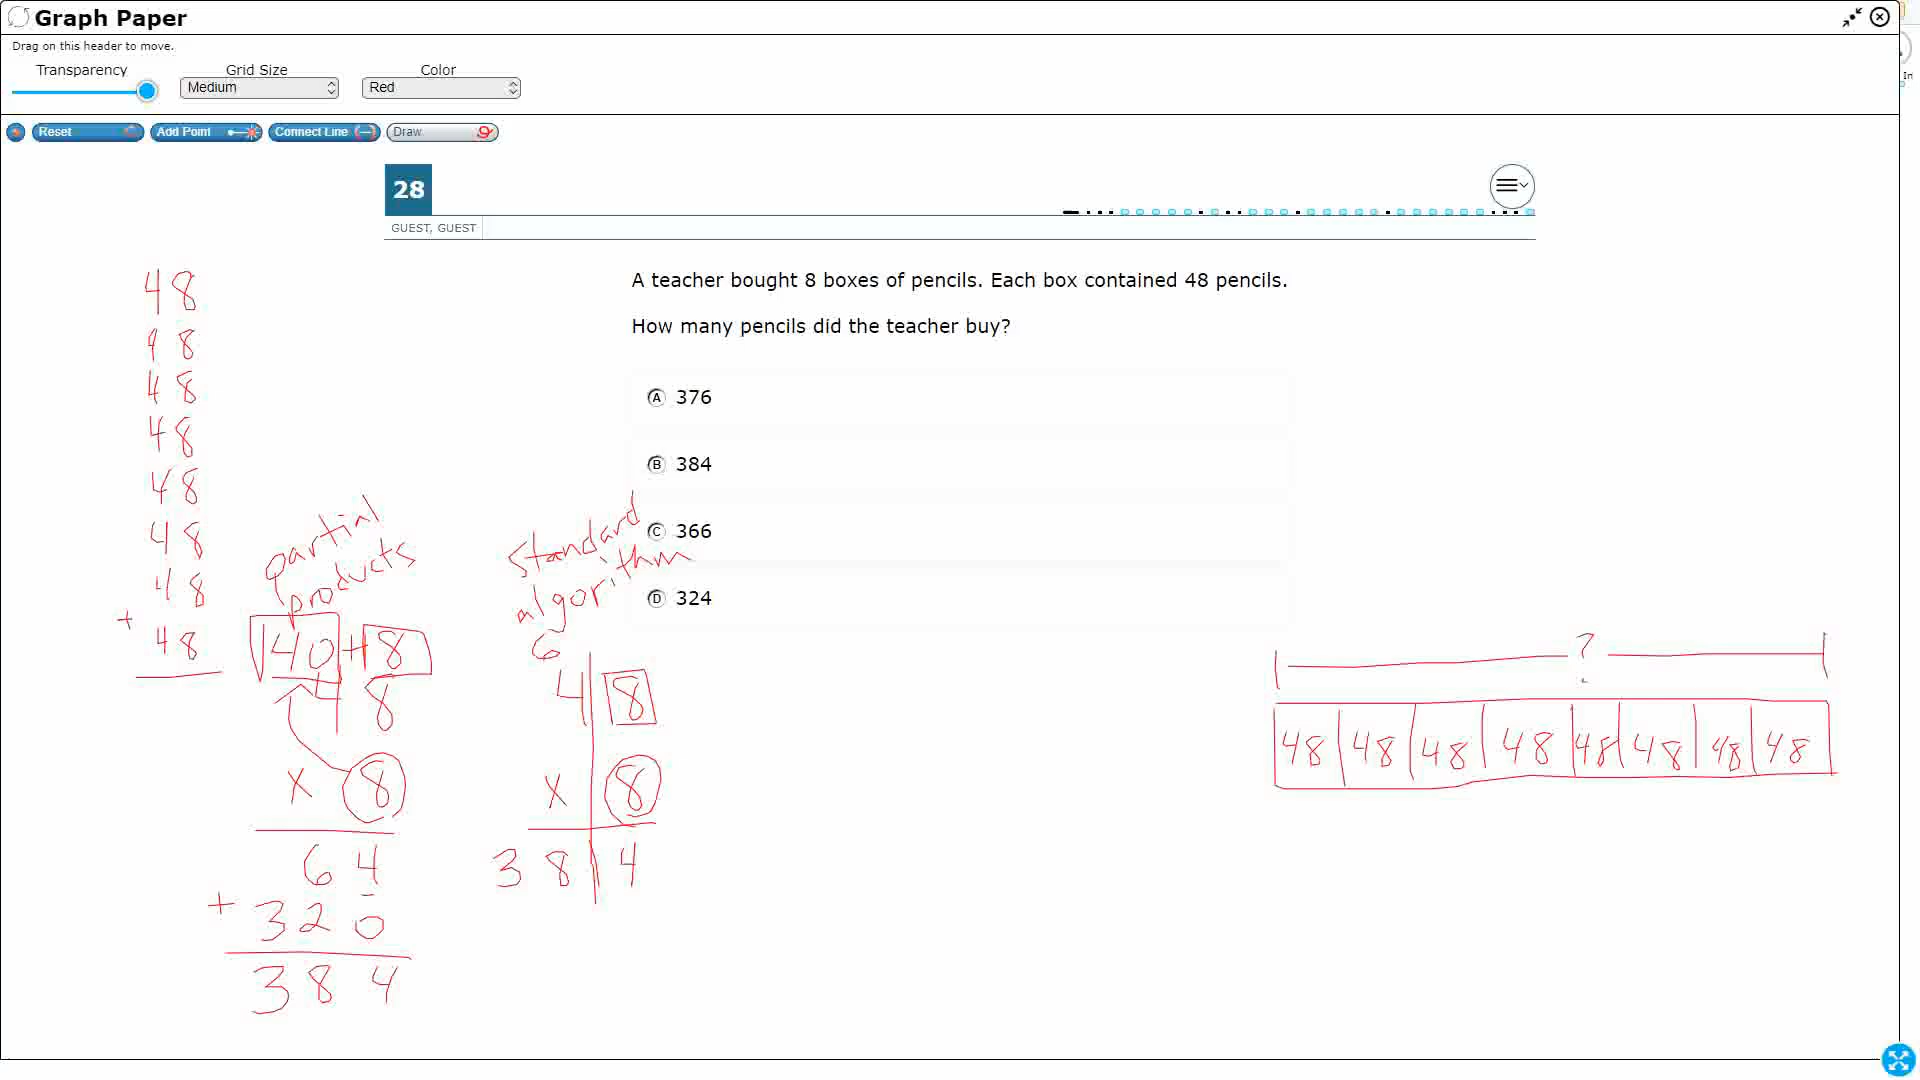 Graph Paper
Drag on this header to move.
Transparency Grid Size Color
Medium Red
Reset Add Point Connect Line Draw
28
GUEST, GUEST
A teacher bought 8 boxes of pencils. Each box contained 48 pencils.
How many pencils did the teacher buy?
A 376
B 384
C 366
D 324
48
48
48
48
48
48
48
+ 48
partial
products
40 + 8
48
x 8
64
+ 320
384
standard
algorithm
6
48
x 8
384
?
48 48 48 48 48 48 48 48
In